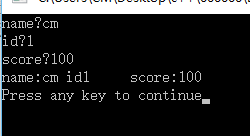 name?cm
id?1
score?100
name:cm id1    score:100
Press any key to continue